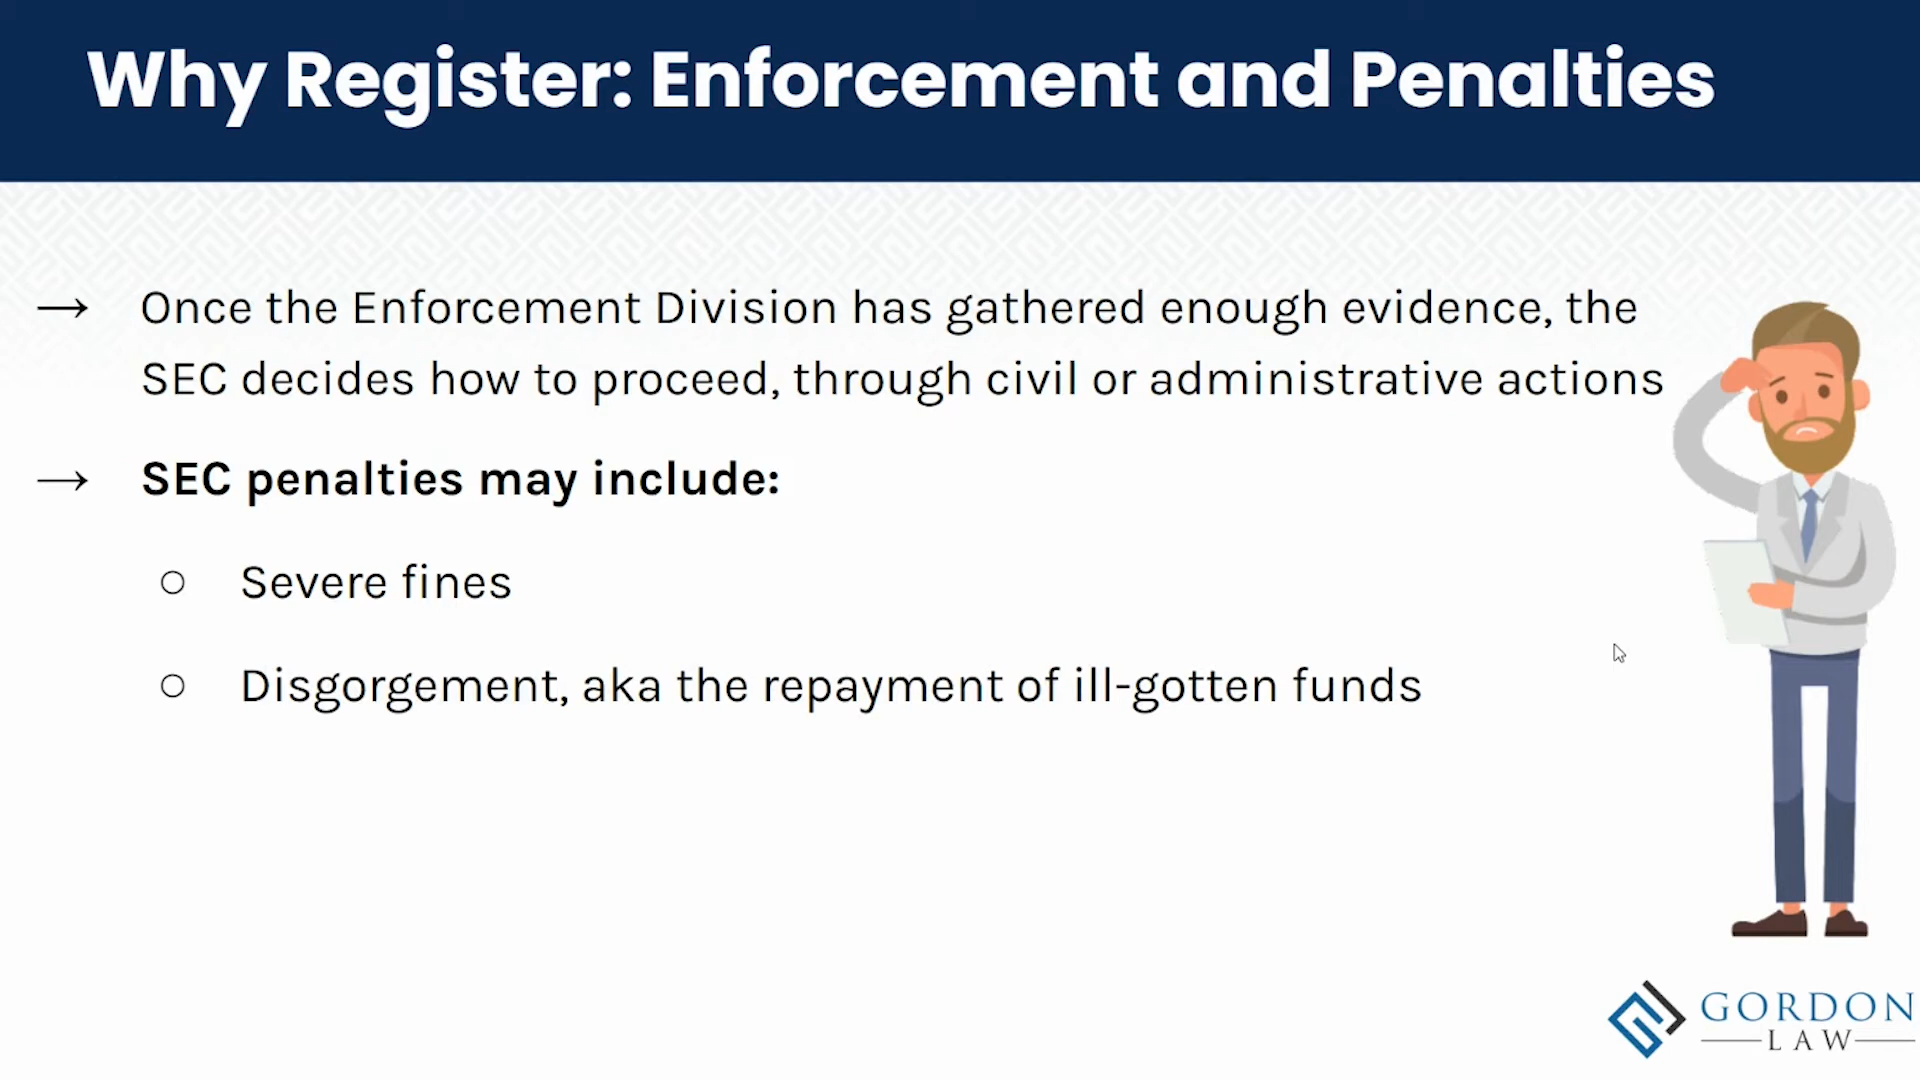 Why Register: Enforcement and Penalties
→ Once the Enforcement Division has gathered enough evidence, the
SEC decides how to proceed, through civil or administrative actions
→ SEC penalties may include:
○ Severe fines
○ Disgorgement, aka the repayment of ill-gotten funds
GORDON
LAW